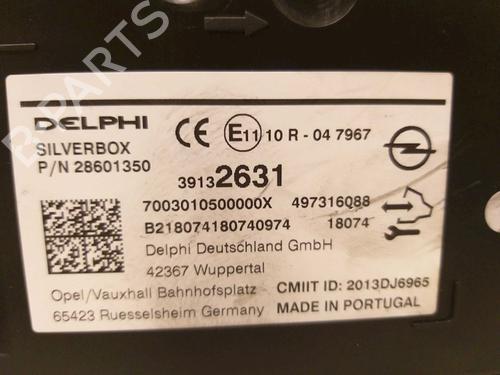 B-PARTS
DELPHI
CE E11 10 R - 04 7967
SILVERBOX
P/N 28601350
39132631
7003010500000X 497316088
B218074180740974 18074
Delphi Deutschland GmbH
42367 Wuppertal
Opel/Vauxhall Bahnhofsplatz CMIIT ID: 2013DJ6965
65423 Ruesselsheim Germany MADE IN PORTUGAL